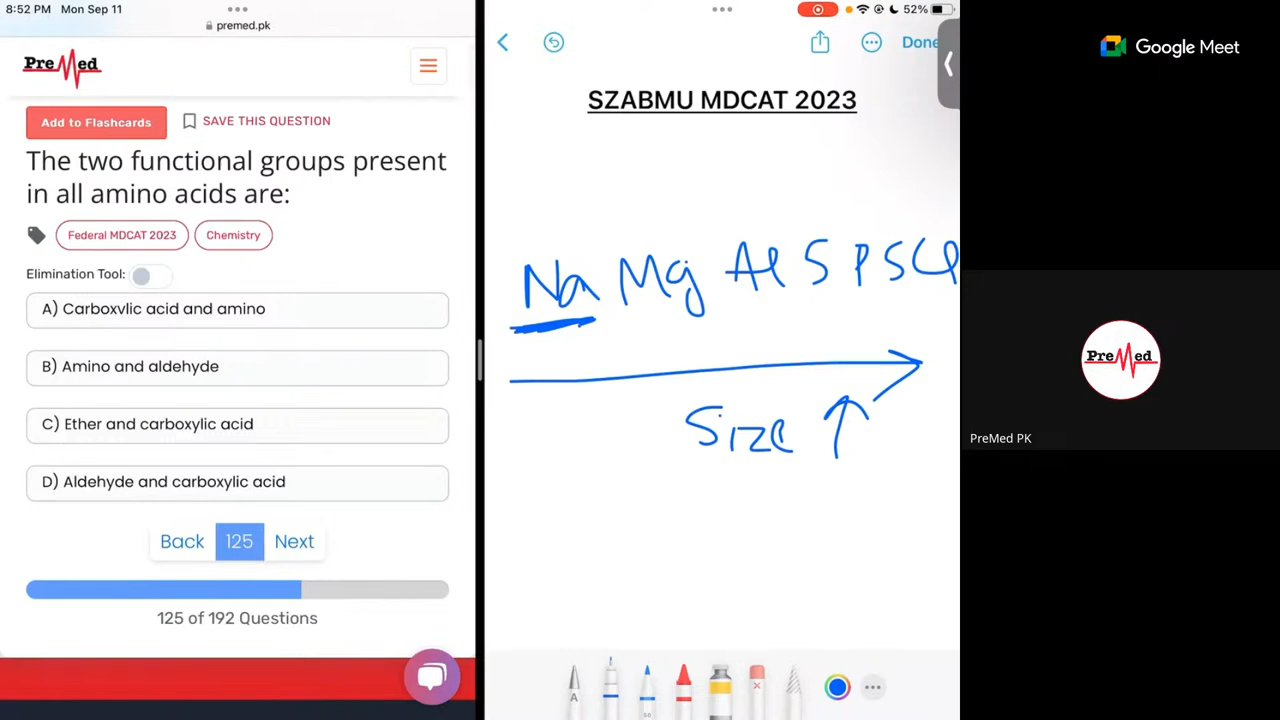 8:52 PM Mon Sep 11
premed.pk
PreMed
Add to Flashcards
SAVE THIS QUESTION
The two functional groups present
in all amino acids are:
Federal MDCAT 2023
Chemistry
Elimination Tool:
A) Carboxvlic acid and amino
B) Amino and aldehyde
C) Ether and carboxylic acid
D) Aldehyde and carboxylic acid
Back 125 Next
125 of 192 Questions
52%
Done
SZABMU MDCAT 2023
Na Mg Al S P S Cl
Size ↑
A
50
Google Meet
PreMed
PreMed PK